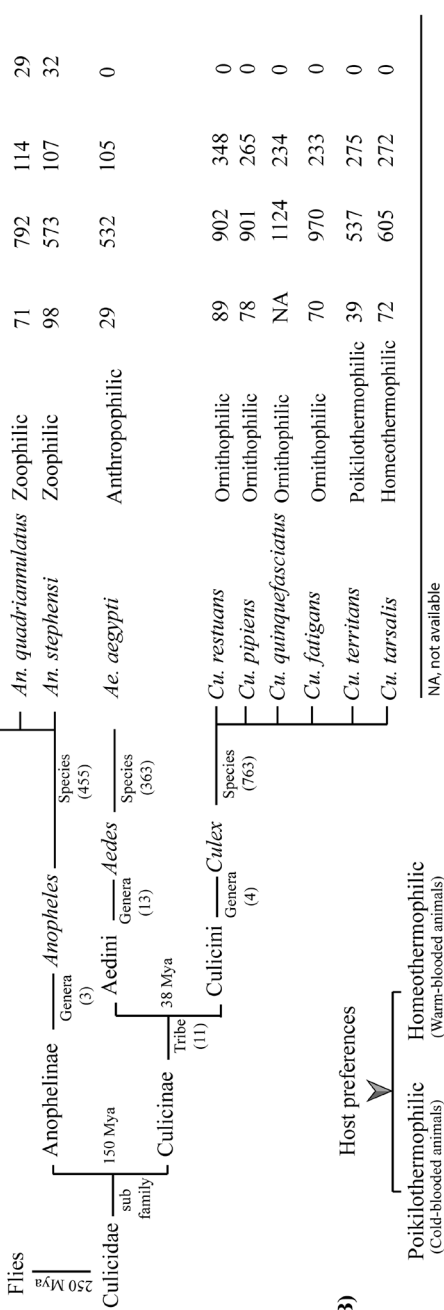 Flies
250 Mya
Culicidae
sub
family
150 Mya
Anophelinae
Genera
(3)
Anopheles
Species
(455)
An. quadriannulatus Zoophilic 71 792 114 29
An. stephensi Zoophilic 98 573 107 32
Culicinae
Tribe
(11)
38 Mya
Aedini
Genera
(13)
Aedes
Species
(363)
Ae. aegypti Anthropophilic 29 532 105 0
Culicini
Genera
(4)
Culex
Species
(763)
Cu. restuans Ornithophilic 89 902 348 0
Cu. pipiens Ornithophilic 78 901 265 0
Cu. quinquefasciatus Ornithophilic NA 1124 234 0
Cu. fatigans Ornithophilic 70 970 233 0
Cu. territans Poikilothermophilic 39 537 275 0
Cu. tarsalis Homeothermophilic 72 605 272 0
NA, not available
3)
Host preferences
Poikilothermophilic
(Cold-blooded animals)
Homeothermophilic
(Warm-blooded animals)